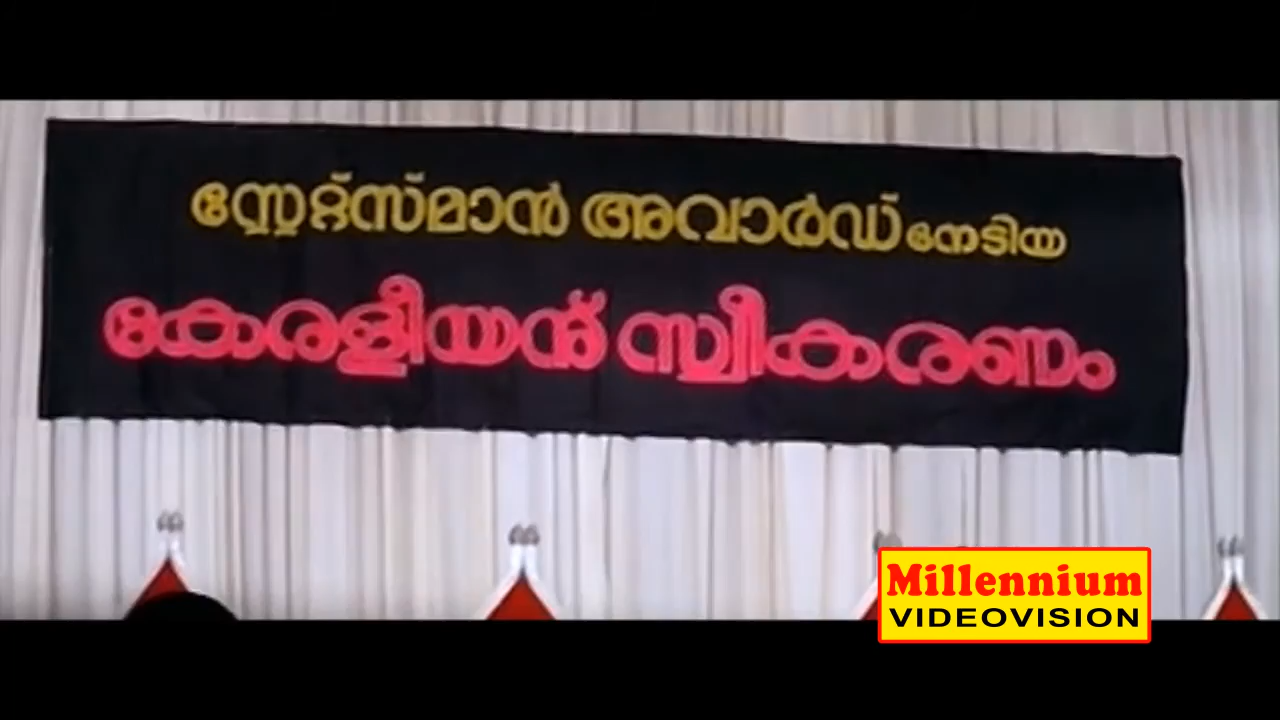 സ്റ്റേറ്റ്സ്മാൻ അവാർഡ് നേടിയ
കേരളീയന് സ്വീകരണം
Millennium
VIDEOVISION